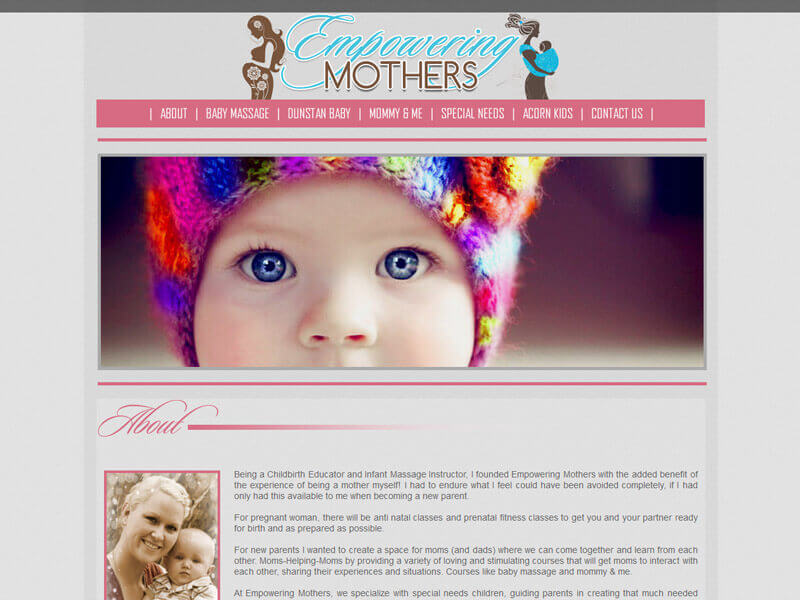 Empowering
MOTHERS
| ABOUT | BABY MASSAGE | DUNSTAN BABY | MOMMY & ME | SPECIAL NEEDS | ACORN KIDS | CONTACT US |
About
Being a Childbirth Educator and Infant Massage Instructor, I founded Empowering Mothers with the added benefit of
the experience of being a mother myself! I had to endure what I feel could have been avoided completely, if I had
only had this available to me when becoming a new parent.
For pregnant woman, there will be anti natal classes and prenatal fitness classes to get you and your partner ready
for birth and as prepared as possible.
For new parents I wanted to create a space for moms (and dads) where we can come together and learn from each
other. Moms-Helping-Moms by providing a variety of loving and stimulating courses that will get moms to interact with
each other, sharing their experiences and situations. Courses like baby massage and mommy & me.
At Empowering Mothers, we specialize with special needs children, guiding parents in creating that much needed